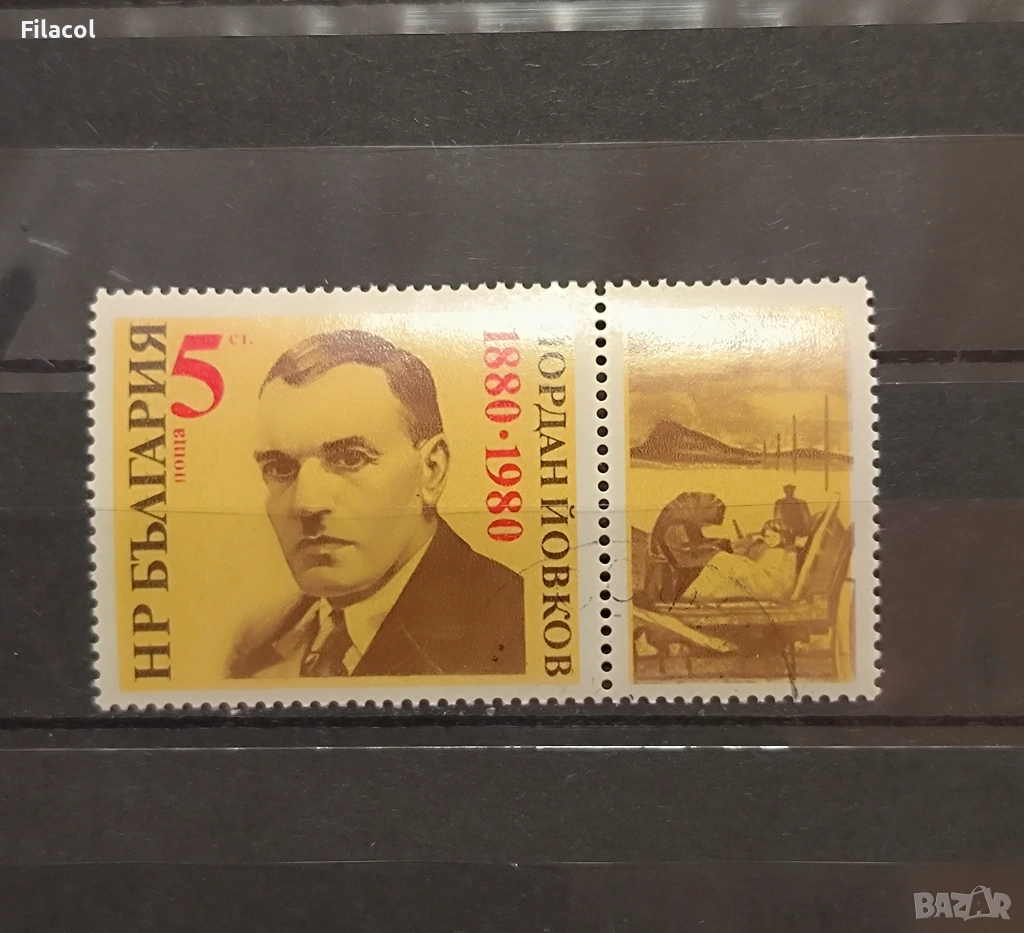 Filacol
НР БЪЛГАРИЯ
поща
5 ст.
1880·1980
ЙОРДАН ЙОВКОВ
BAZAR